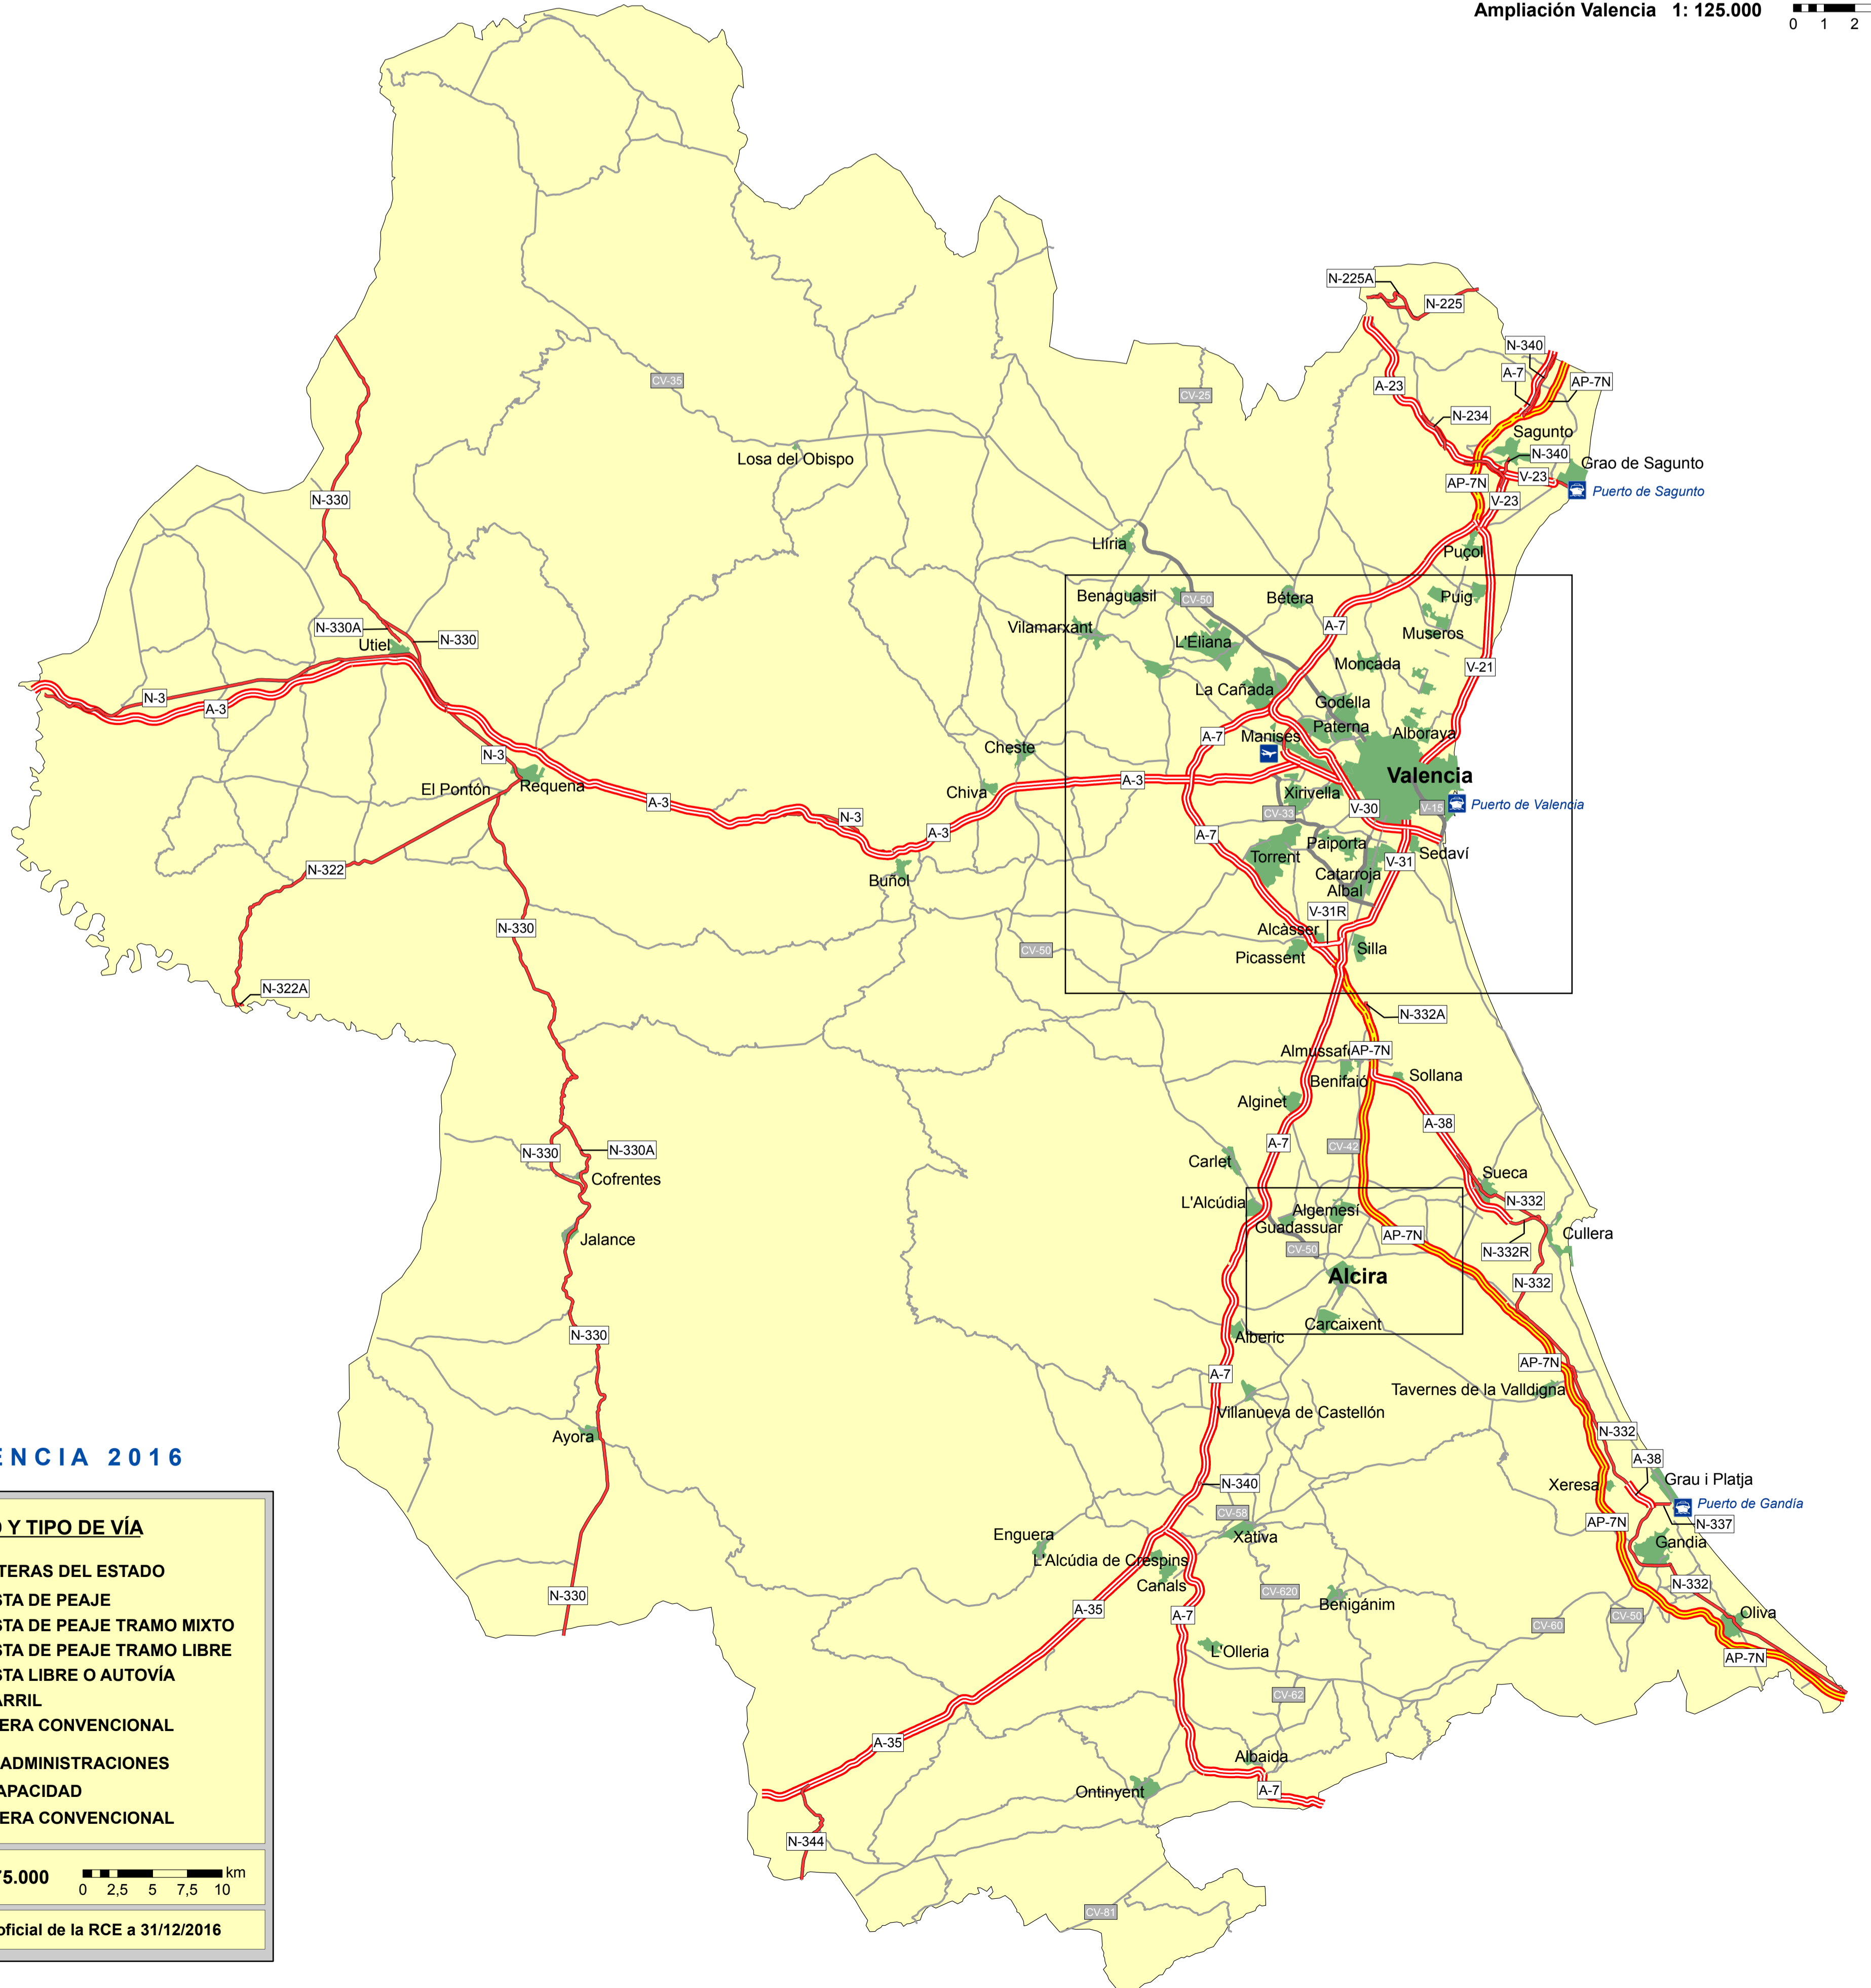 Ampliación Valencia 1: 125.000
0 1 2
N-225A
N-225
N-340
A-7
AP-7N
A-23
CV-35
CV-25
N-234
Sagunto
N-340
Losa del Obispo
Grao de Sagunto
V-23
AP-7N
Puerto de Sagunto
N-330
V-23
Llíria
Puçol
Benaguasil
CV-50
Bétera
Puig
Vilamarxant
N-330A
A-7
Museros
N-330
Utiel
L'Eliana
Moncada
V-21
La Cañada
N-3
Godella
A-3
Paterna
Alboraya
A-7
Manises
Cheste
N-3
Valencia
A-3
Requena
El Pontón
Chiva
Xirivella
A-3
Puerto de Valencia
V-30
V-15
CV-33
N-3
A-3
A-7
Paiporta
Sedaví
Torrent
V-31
N-322
Catarroja
Buñol
Albal
V-31R
N-330
Alcàsser
CV-50
Silla
Picassent
N-322A
N-332A
Almussafe
AP-7N
Sollana
Benifaió
Alginet
A-38
A-7
CV-42
N-330
N-330A
Carlet
Sueca
Cofrentes
L'Alcúdia
N-332
Algemesí
Guadassuar
Cullera
AP-7N
Jalance
CV-50
N-332R
Alcira
N-332
Carcaixent
N-330
Alberic
AP-7N
A-7
Tavernes de la Valldigna
Villanueva de Castellón
N-332
Ayora
ENCIA 2016
A-38
Grau i Platja
N-340
Xeresa
Puerto de Gandía
CV-58
AP-7N
N-337
O Y TIPO DE VÍA
Enguera
Xàtiva
Gandia
L'Alcúdia de Crespins
TERAS DEL ESTADO
Canals
N-332
CV-620
N-330
STA DE PEAJE
Benigánim
A-35
A-7
CV-50
Oliva
STA DE PEAJE TRAMO MIXTO
CV-60
STA DE PEAJE TRAMO LIBRE
L'Olleria
AP-7N
STA LIBRE O AUTOVÍA
CV-62
ARRIL
ERA CONVENCIONAL
A-35
Albaida
ADMINISTRACIONES
APACIDAD
Ontinyent
A-7
ERA CONVENCIONAL
N-344
75.000
km
0 2,5 5 7,5 10
CV-81
oficial de la RCE a 31/12/2016